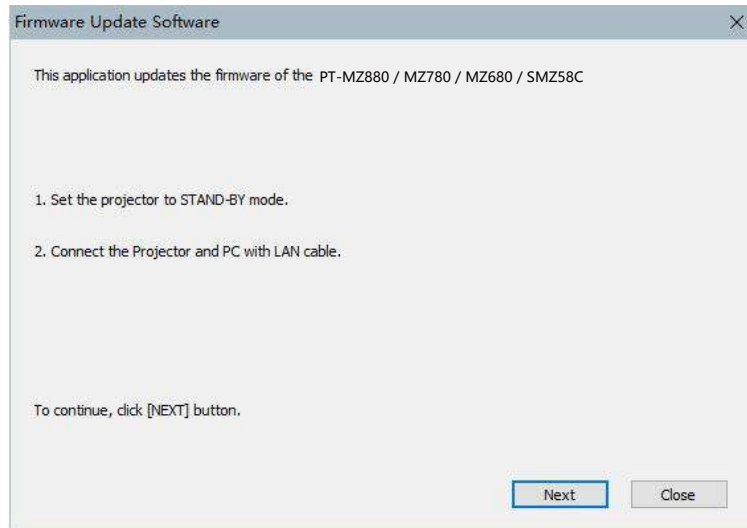 Firmware Update Software
This application updates the firmware of the PT-MZ880 / MZ780 / MZ680 / SMZ58C
1. Set the projector to STAND-BY mode.
2. Connect the Projector and PC with LAN cable.
To continue, click [NEXT] button.
Next Close